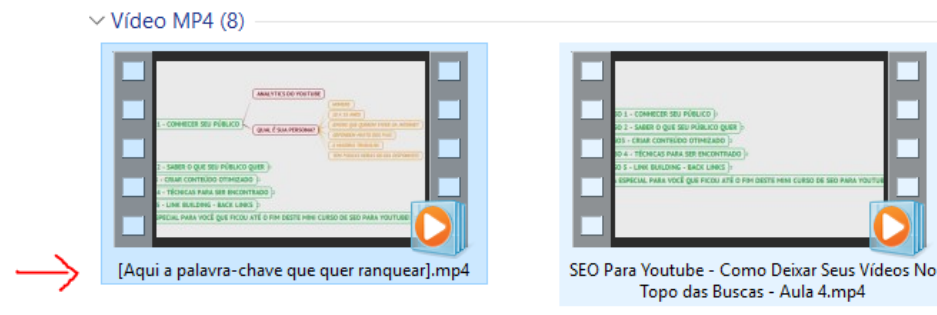 Vídeo MP4 (8)
ANALYTICS DO YOUTUBE
1 - CONHECER SEU PÚBLICO
QUAL É SUA PERSONA?
2 - SABER O QUE SEU PÚBLICO QUER
- CRIAR CONTEÚDO OTIMIZADO
- TÉCNICAS PARA SER ENCONTRADO
- LINK BUILDING - BACK LINKS
SPECIAL PARA VOCÊ QUE FICOU ATÉ O FIM DESTE MINI CURSO DE SEO PARA YOUTUBE
[Aqui a palavra-chave que quer ranquear].mp4
O 1 - CONHECER SEU PÚBLICO
O 2 - SABER O QUE SEU PÚBLICO QUER
- CRIAR CONTEÚDO OTIMIZADO
O 4 - TÉCNICAS PARA SER ENCONTRADO
O 5 - LINK BUILDING - BACK LINKS
ESPECIAL PARA VOCÊ QUE FICOU ATÉ O FIM DESTE MINI CURSO DE SEO PARA YOUTUB
SEO Para Youtube - Como Deixar Seus Vídeos No
Topo das Buscas - Aula 4.mp4